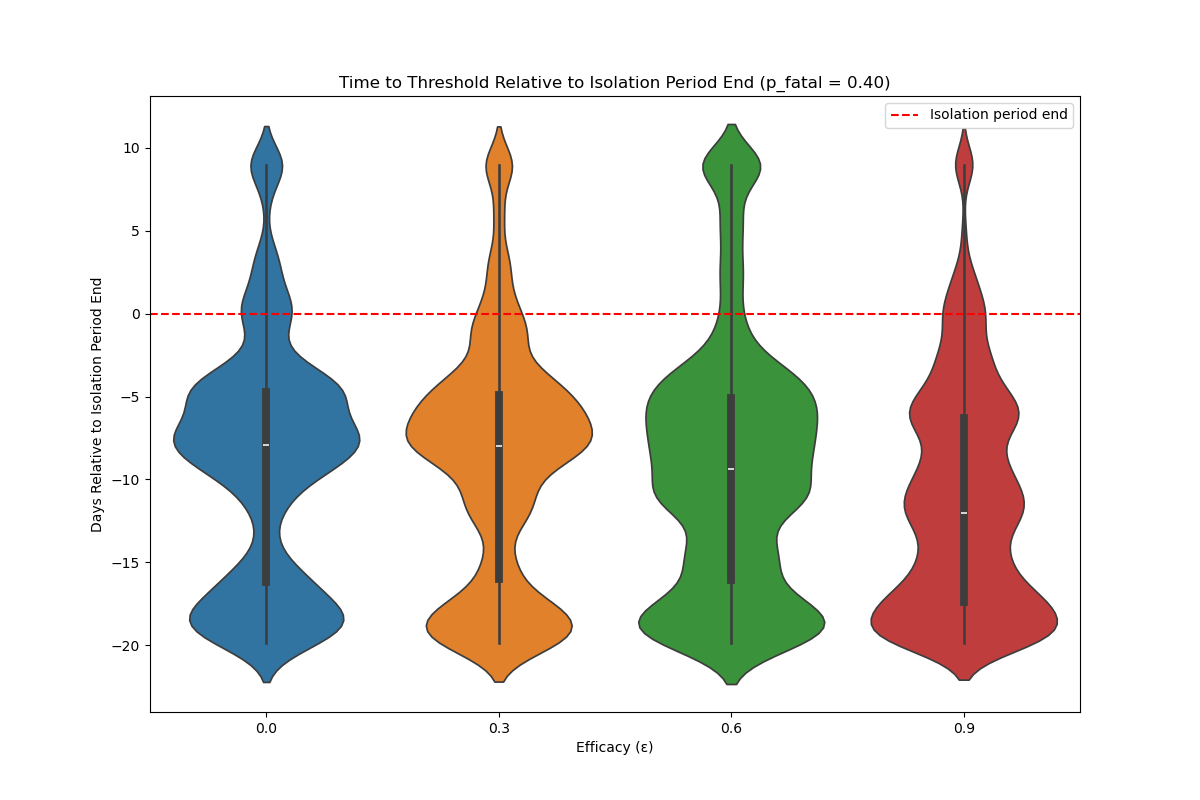 Time to Threshold Relative to Isolation Period End (p_fatal = 0.40)
Isolation period end
Days Relative to Isolation Period End
10
5
0
−5
−10
−15
−20
0.0
0.3
0.6
0.9
Efficacy (ε)